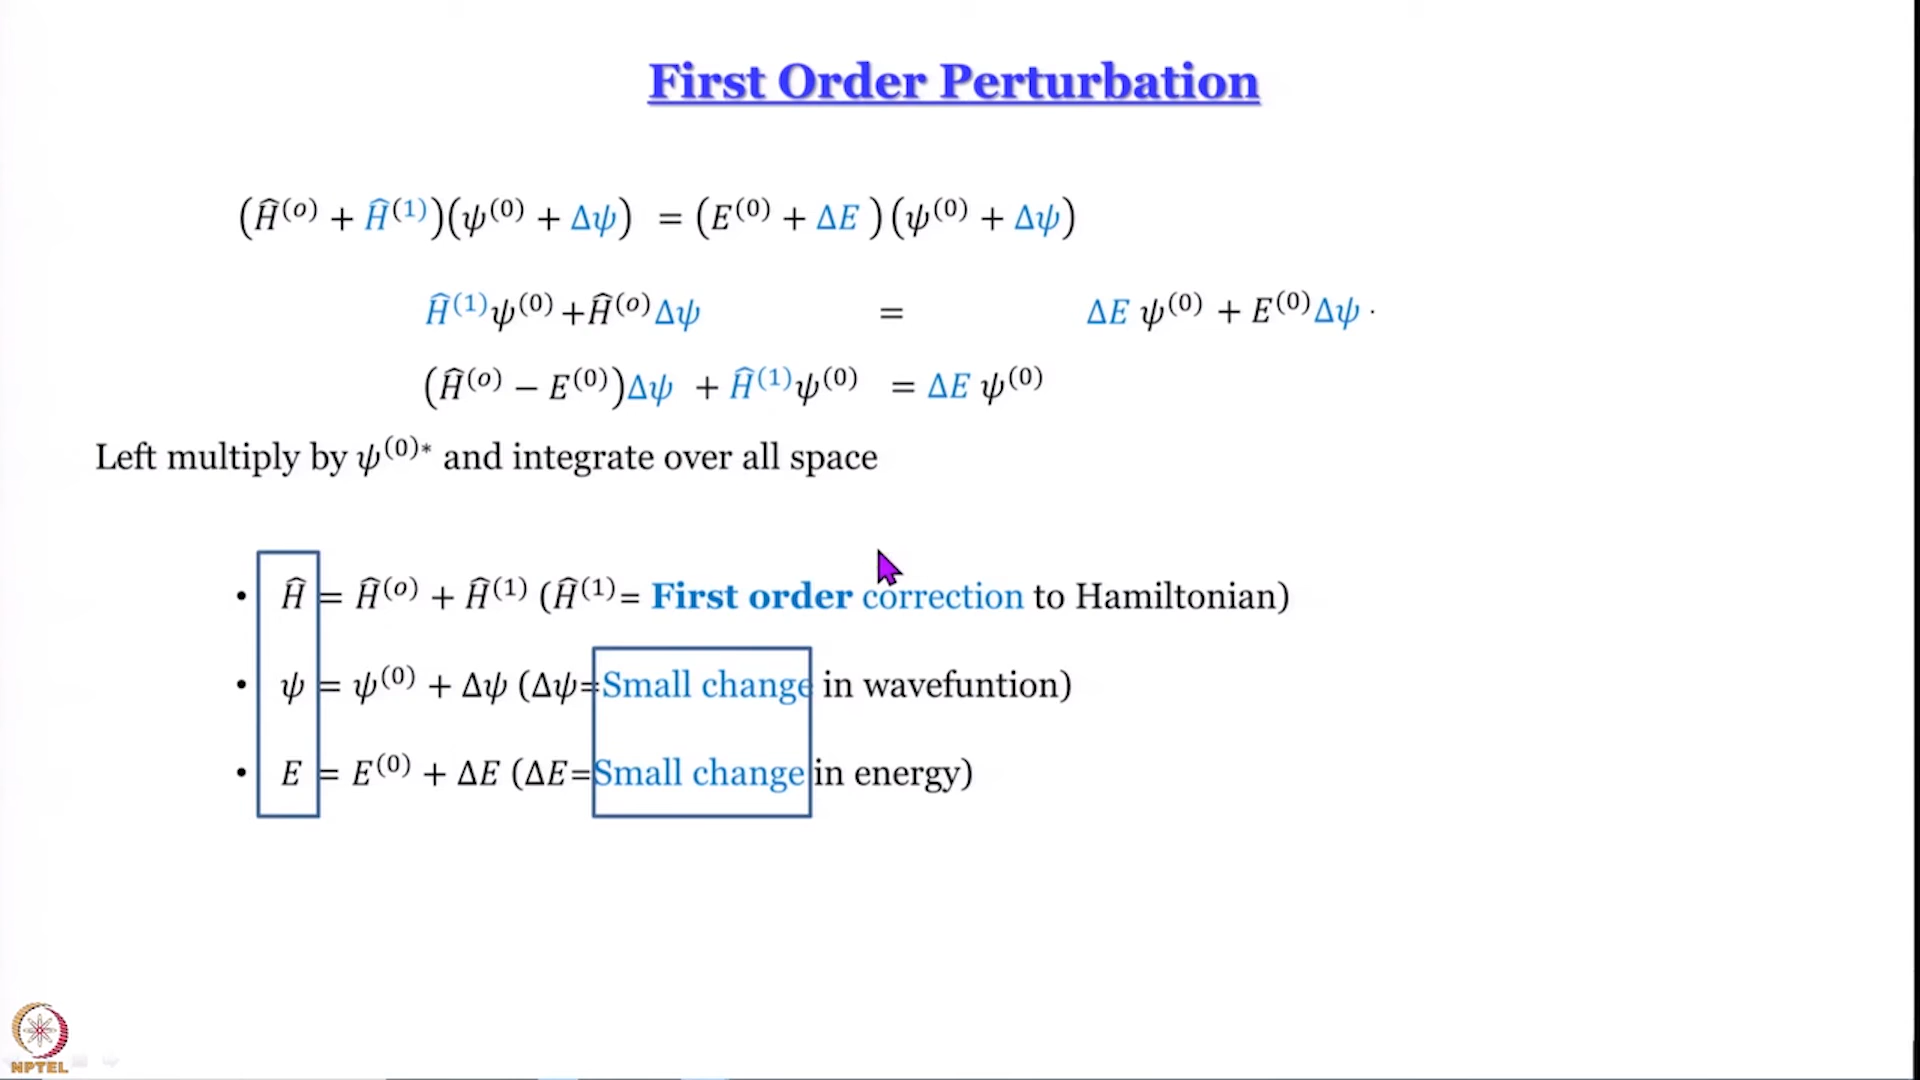 First Order Perturbation
(Ĥ⁽ᵒ⁾ + Ĥ⁽¹⁾)(ψ⁽⁰⁾ + Δψ) = (E⁽⁰⁾ + ΔE )(ψ⁽⁰⁾ + Δψ)
Ĥ⁽¹⁾ψ⁽⁰⁾+Ĥ⁽ᵒ⁾Δψ = ΔE ψ⁽⁰⁾ + E⁽⁰⁾Δψ ·
(Ĥ⁽ᵒ⁾ − E⁽⁰⁾)Δψ + Ĥ⁽¹⁾ψ⁽⁰⁾ = ΔE ψ⁽⁰⁾
Left multiply by ψ⁽⁰⁾* and integrate over all space
• Ĥ = Ĥ⁽ᵒ⁾ + Ĥ⁽¹⁾ (Ĥ⁽¹⁾= First order correction to Hamiltonian)
• ψ = ψ⁽⁰⁾ + Δψ (Δψ=Small change in wavefuntion)
• E = E⁽⁰⁾ + ΔE (ΔE=Small change in energy)
NPTEL